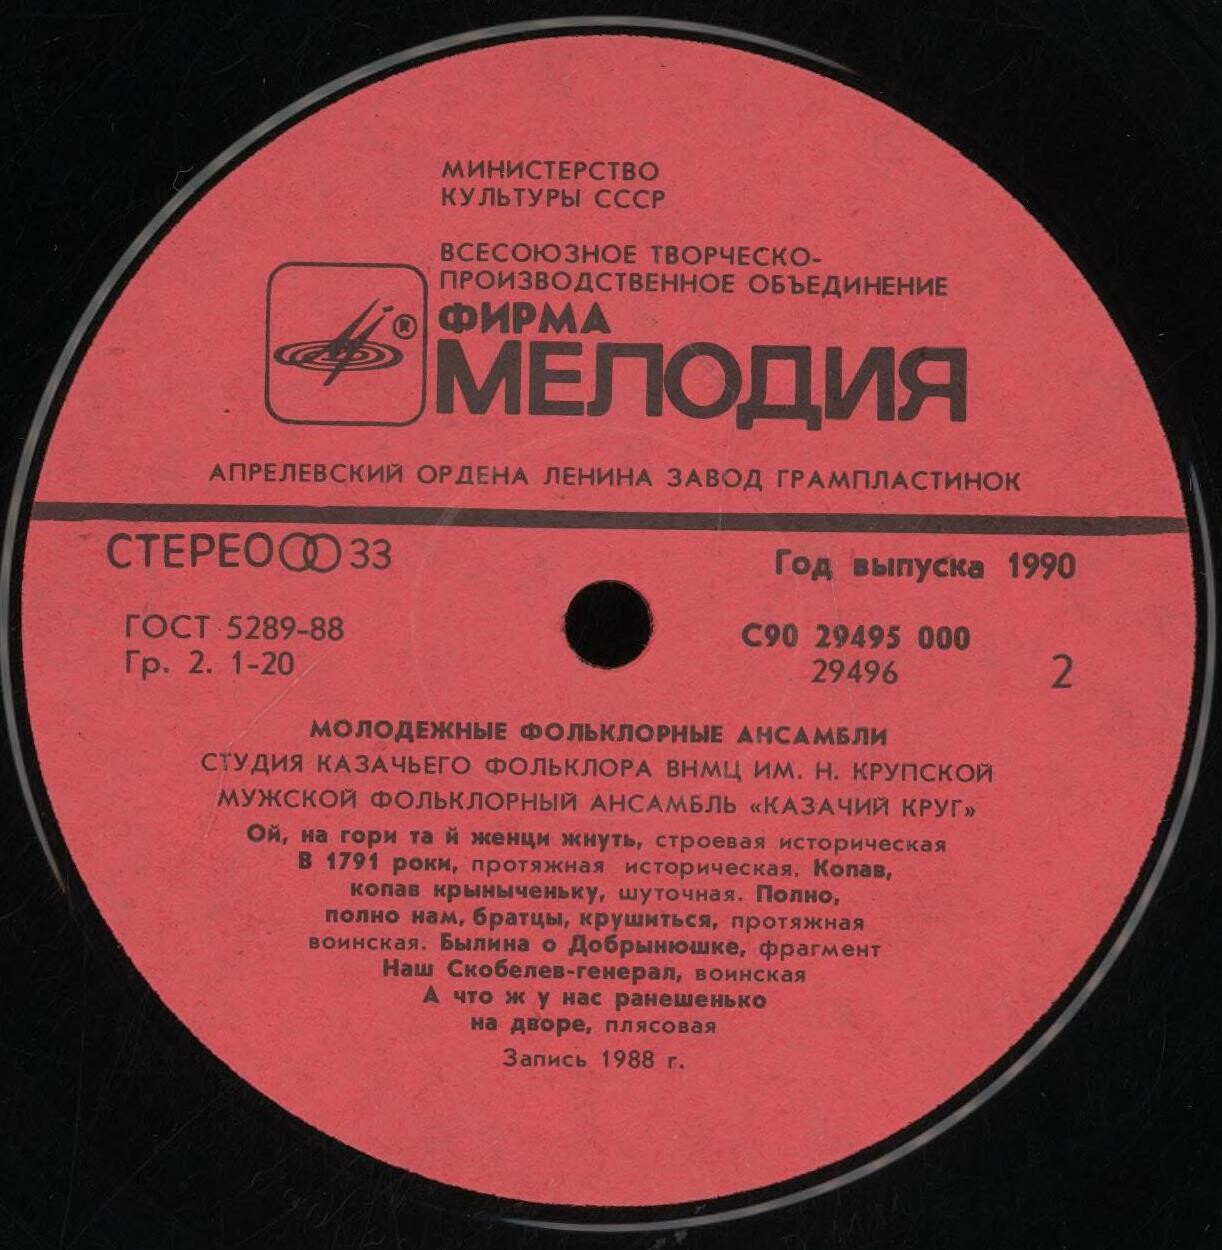 МИНИСТЕРСТВО
КУЛЬТУРЫ СССР
ВСЕСОЮЗНОЕ ТВОРЧЕСКО-
ПРОИЗВОДСТВЕННОЕ ОБЪЕДИНЕНИЕ
ФИРМА
®
МЕЛОДИЯ
АПРЕЛЕВСКИЙ ОРДЕНА ЛЕНИНА ЗАВОД ГРАМПЛАСТИНОК
СТЕРЕО 33
Год выпуска 1990
ГОСТ 5289-88
Гр. 2. 1-20
С90 29495 000
29496
2
МОЛОДЕЖНЫЕ ФОЛЬКЛОРНЫЕ АНСАМБЛИ
СТУДИЯ КАЗАЧЬЕГО ФОЛЬКЛОРА ВНМЦ ИМ. Н. КРУПСКОЙ
МУЖСКОЙ ФОЛЬКЛОРНЫЙ АНСАМБЛЬ «КАЗАЧИЙ КРУГ»
Ой, на гори та й женци жнуть, строевая историческая
В 1791 роки, протяжная историческая. Копав,
копав крыныченьку, шуточная. Полно,
полно нам, братцы, крушиться, протяжная
воинская. Былина о Добрынюшке, фрагмент
Наш Скобелев-генерал, воинская
А что ж у нас ранешенько
на дворе, плясовая
Запись 1988 г.